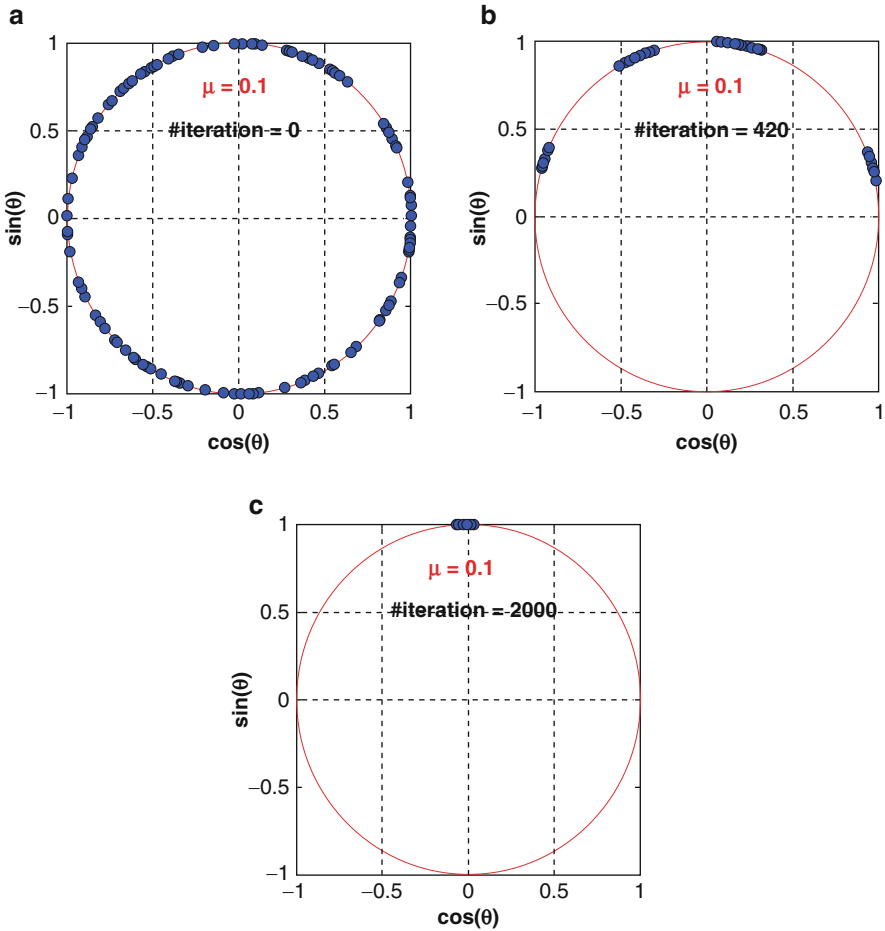 a
1
μ = 0.1
0.5
#iteration = 0
sin(θ)
0
−0.5
−1
−1 −0.5 0 0.5 1
cos(θ)
b
1
μ = 0.1
0.5
#iteration = 420
sin(θ)
0
−0.5
−1
−1 −0.5 0 0.5 1
cos(θ)
c
1
μ = 0.1
0.5
#iteration = 2000
sin(θ)
0
−0.5
−1
−1 −0.5 0 0.5 1
cos(θ)